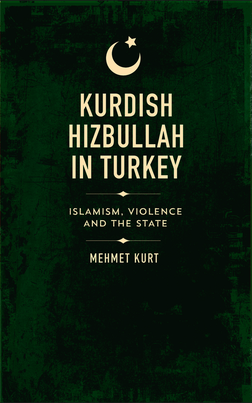 KURDISH
HIZBULLAH
IN TURKEY
ISLAMISM, VIOLENCE
AND THE STATE
MEHMET KURT